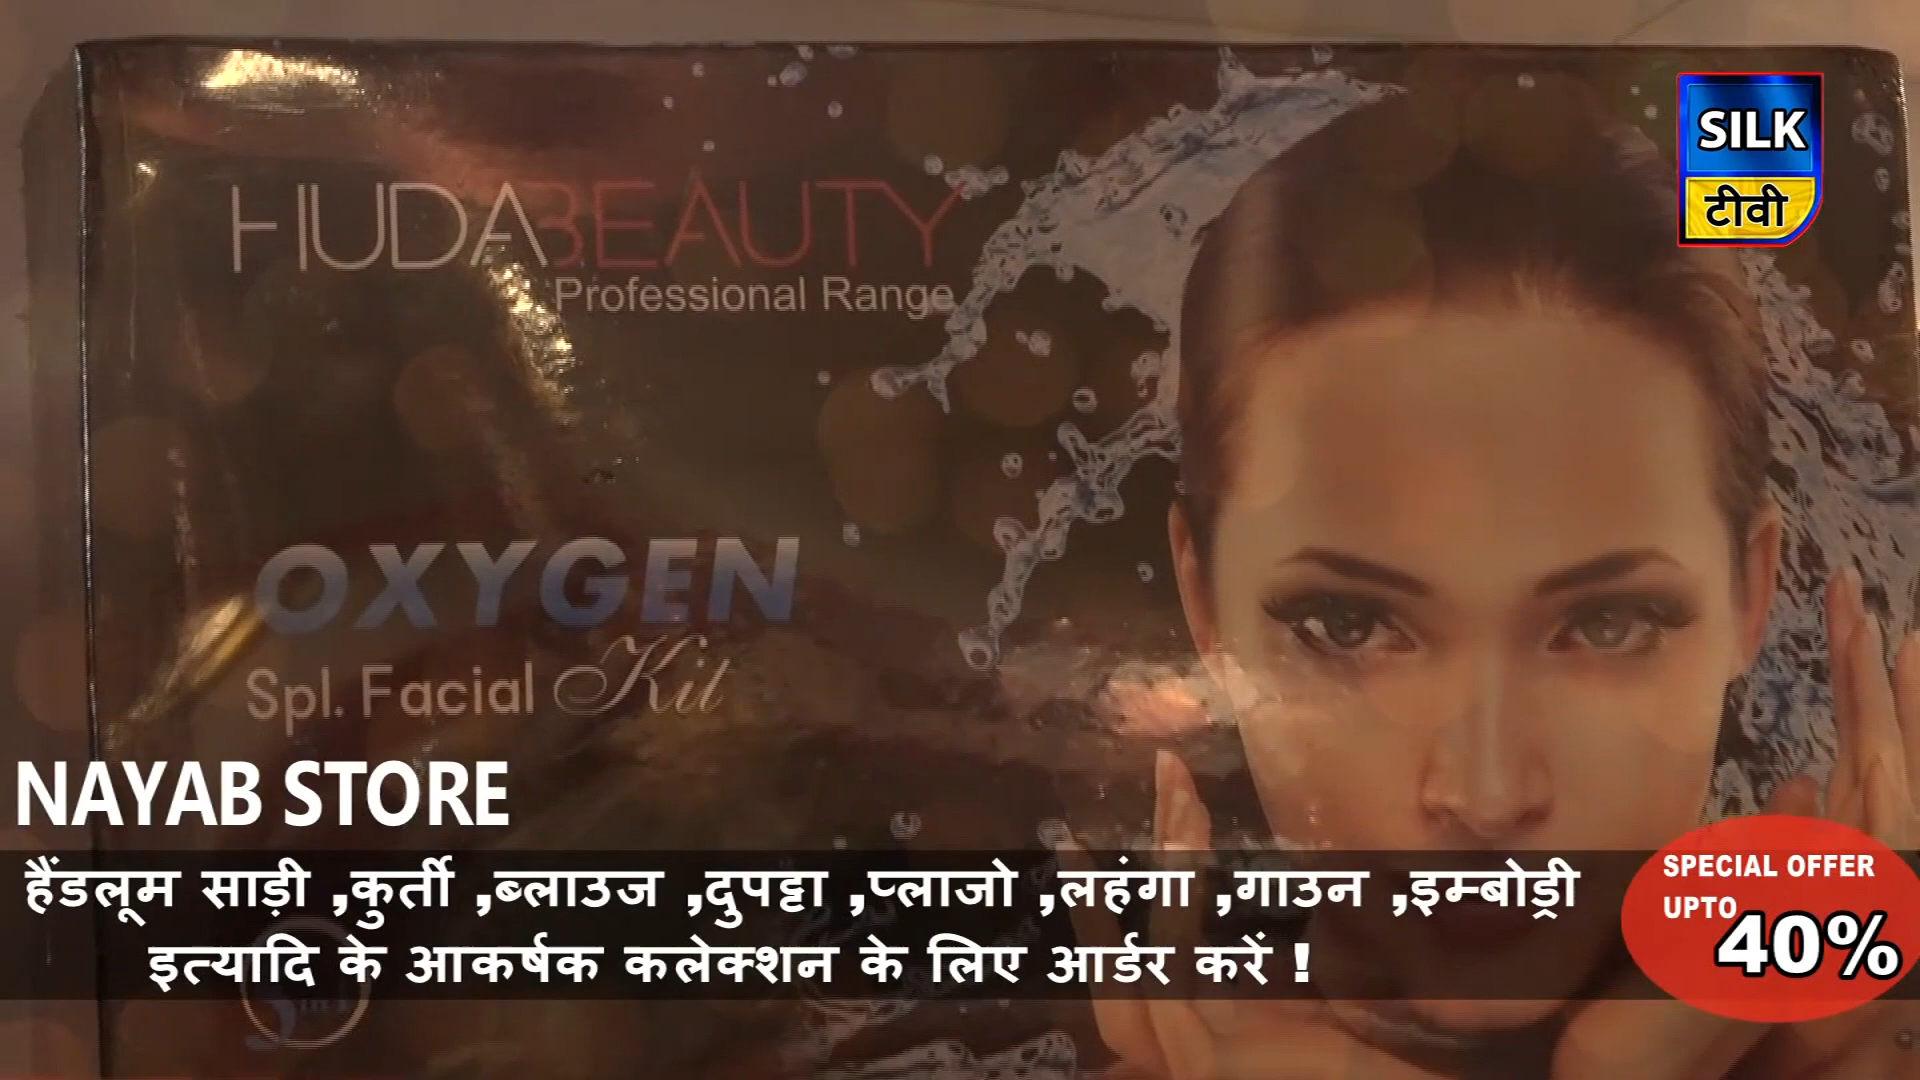 SILK
टीवी
HUDABEAUTY
Professional Range
OXYGEN
Spl. Facial Kit
NAYAB STORE
हैंडलूम साड़ी ,कुर्ती ,ब्लाउज ,दुपट्टा ,प्लाजो ,लहंगा ,गाउन ,इम्बोड्री
इत्यादि के आकर्षक कलेक्शन के लिए आर्डर करें !
SPECIAL OFFER
UPTO
40%